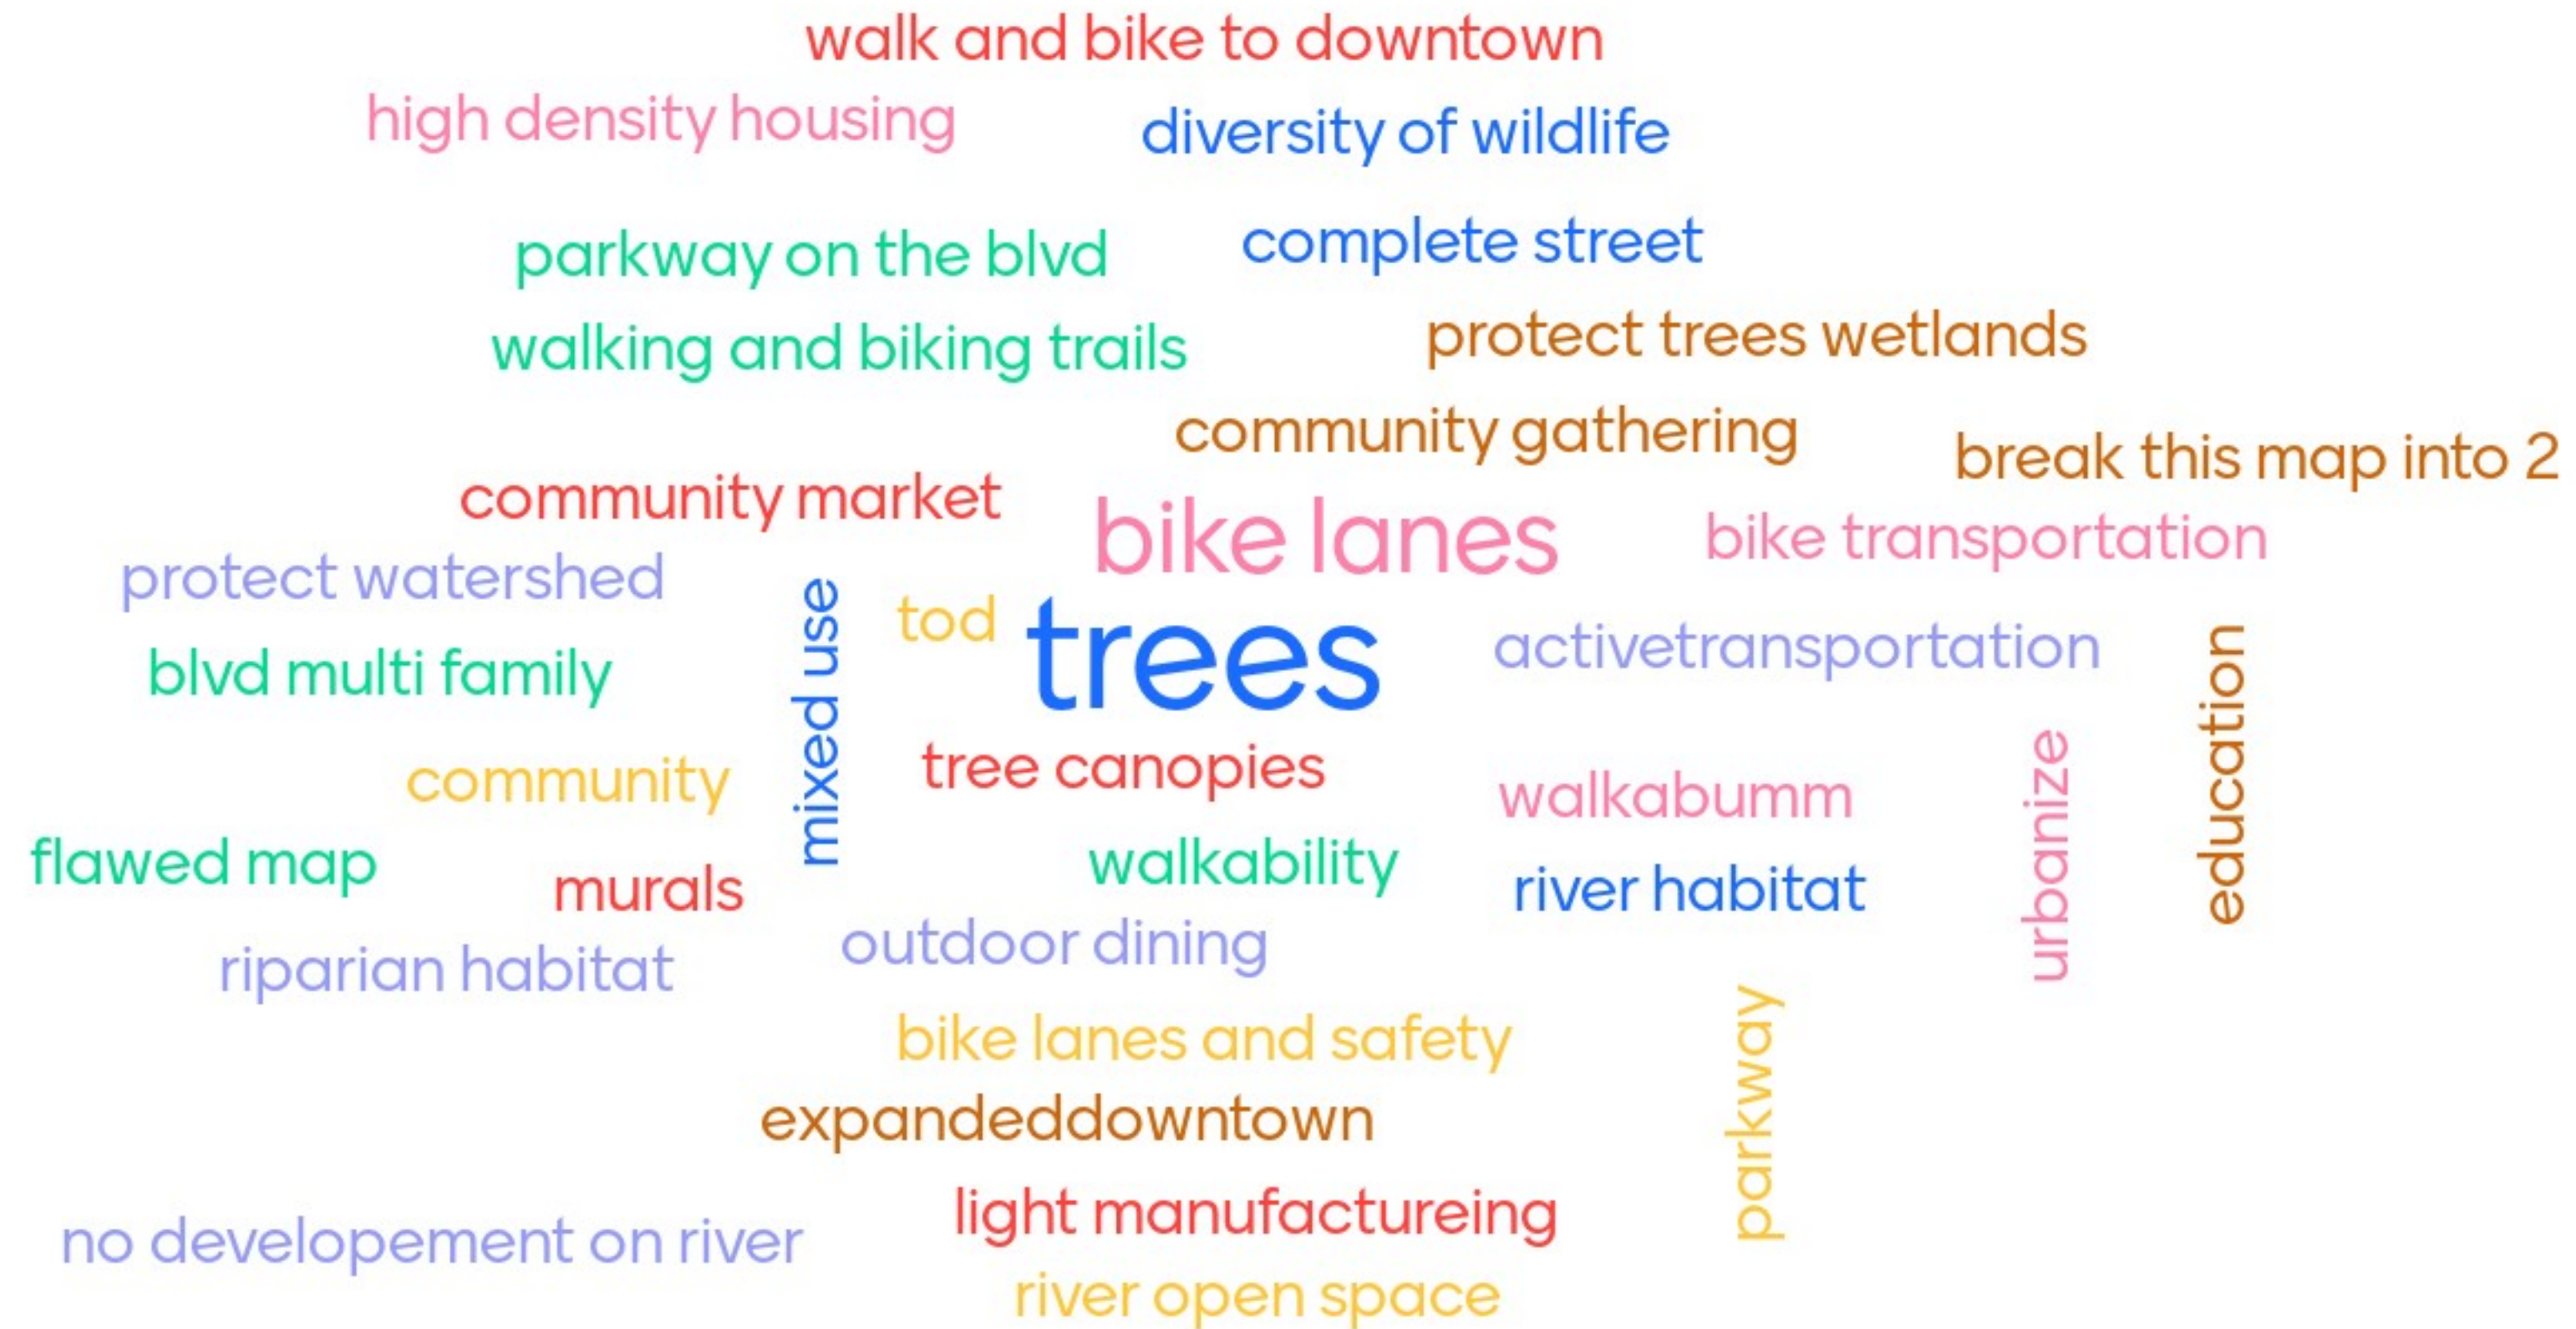 walk and bike to downtown
high density housing
diversity of wildlife
parkway on the blvd
complete street
walking and biking trails
protect trees wetlands
community gathering
break this map into 2
community market
bike lanes
bike transportation
protect watershed
mixed use
tod
trees
activetransportation
education
blvd multi family
community
tree canopies
walkabumm
urbanize
flawed map
murals
walkability
river habitat
riparian habitat
outdoor dining
bike lanes and safety
parkway
expandeddowntown
no developement on river
light manufactureing
river open space